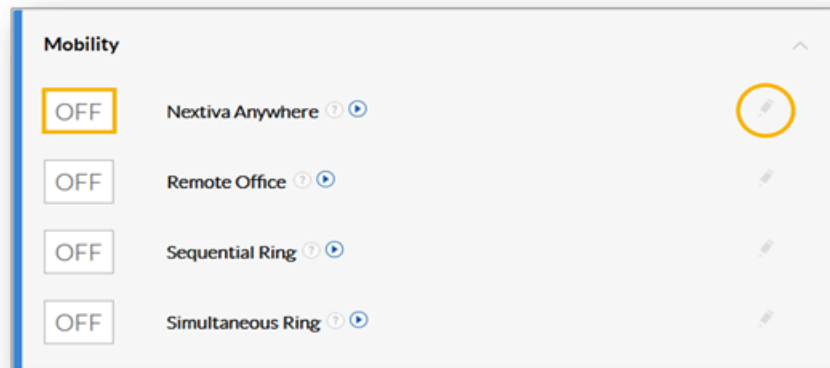 Mobility
OFF Nextiva Anywhere ?
OFF Remote Office ?
OFF Sequential Ring ?
OFF Simultaneous Ring ?